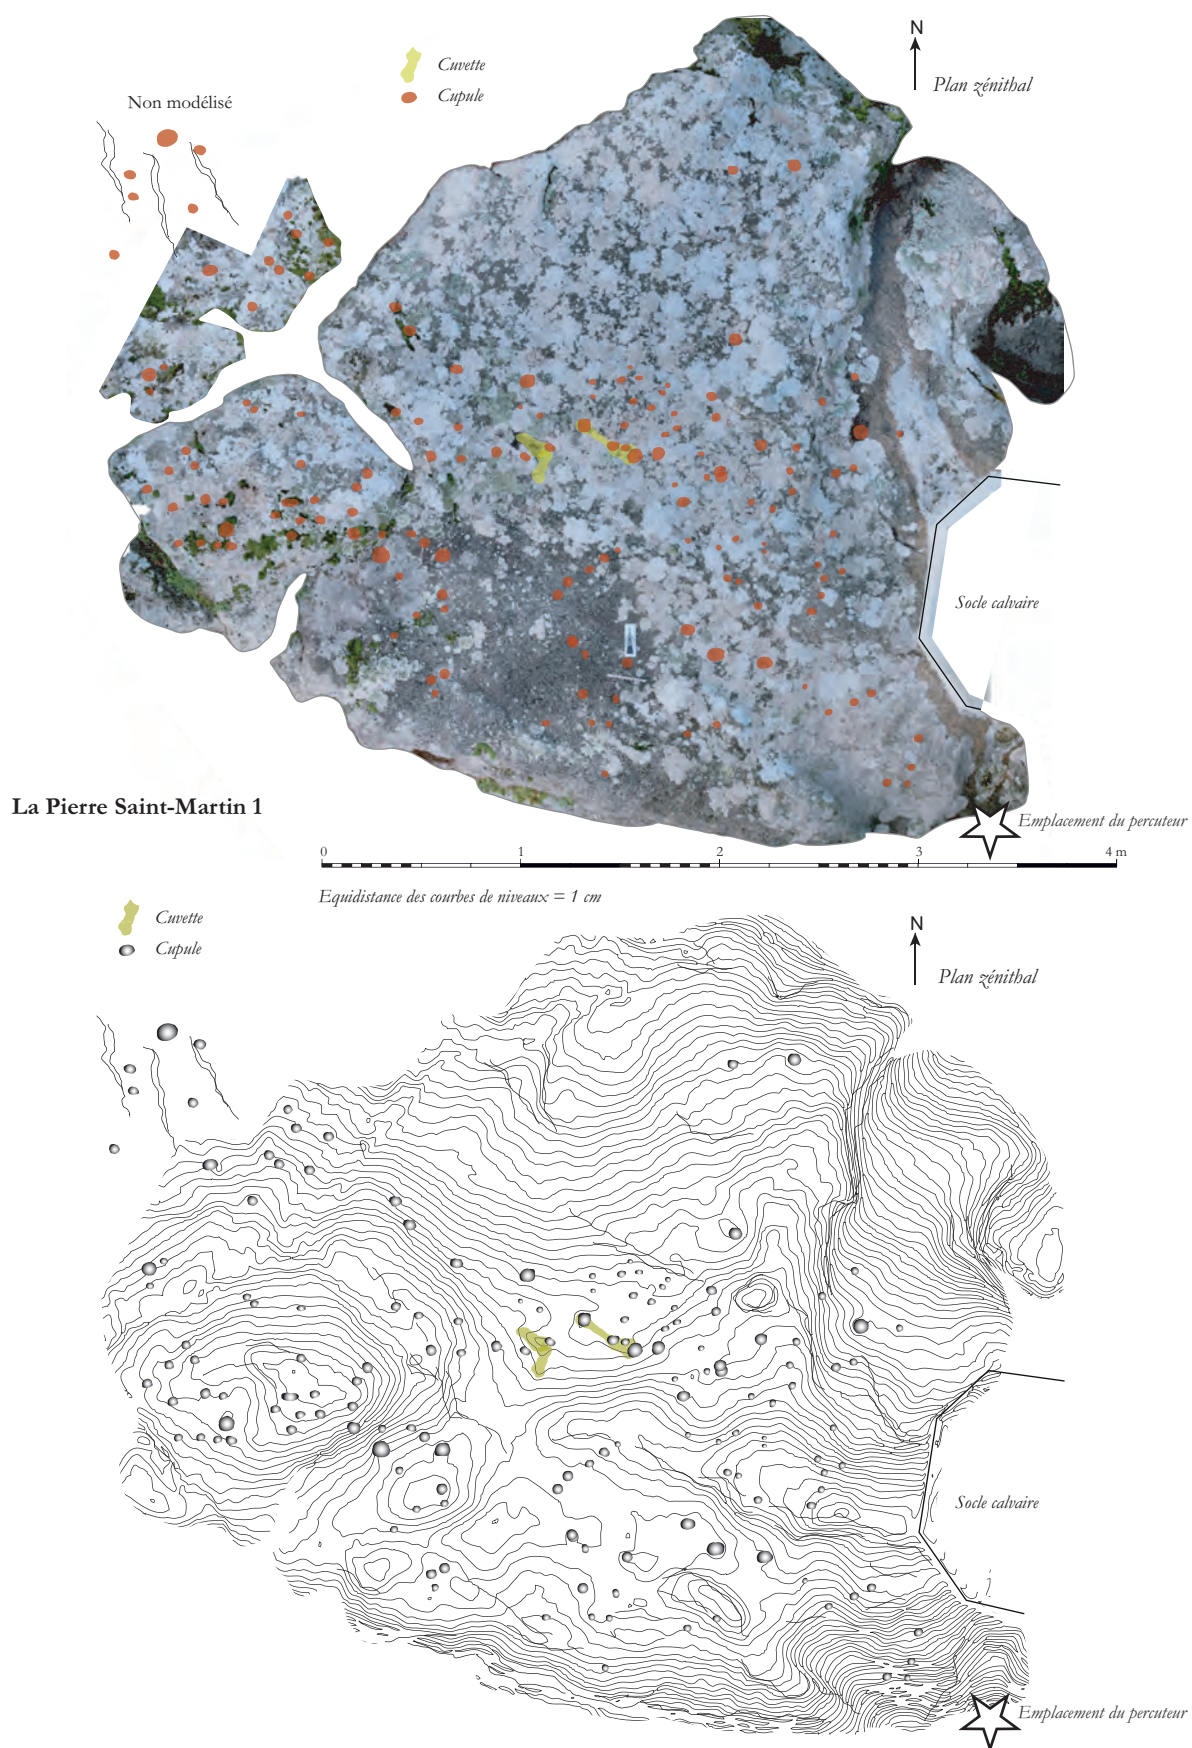 N
Cuvette
Plan zénithal
Cupule
Non modélisé
Socle calvaire
La Pierre Saint-Martin 1
Emplacement du percuteur
0 1 2 3 4 m
Equidistance des courbes de niveaux = 1 cm
Cuvette
N
Cupule
Plan zénithal
Socle calvaire
Emplacement du percuteur